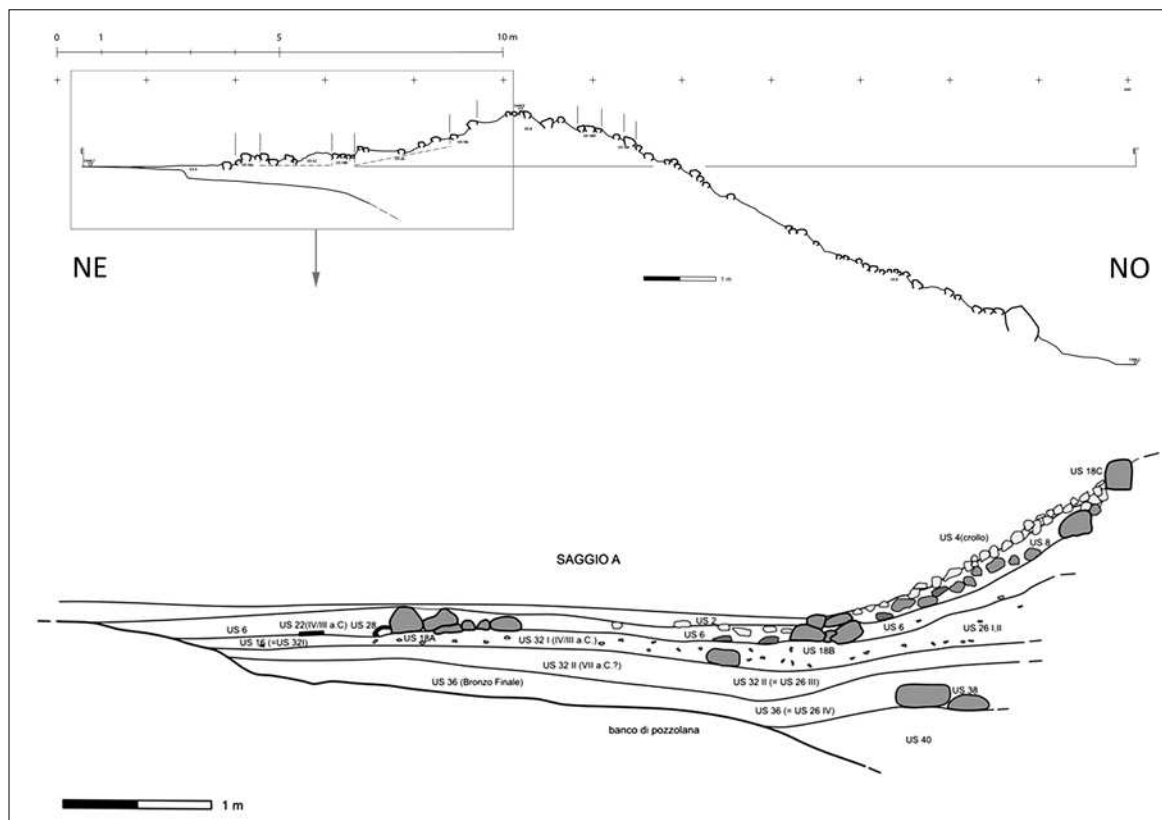 0 1 5 10 m
E E'
NE NO
1 m
US 18C
US 4(crollo)
US 8
SAGGIO A
US 2
US 22(IV/III a.C) US 28
US 6 US 18A US 6 US 18B US 6 US 26 I,II
US 16 (=US 32I) US 32 I (IV/III a.C.)
US 32 II (VII a.C.?)
US 32 II (= US 26 III)
US 36 (Bronzo Finale)
US 38
US 36 (= US 26 IV)
banco di pozzolana
US 40
1 m